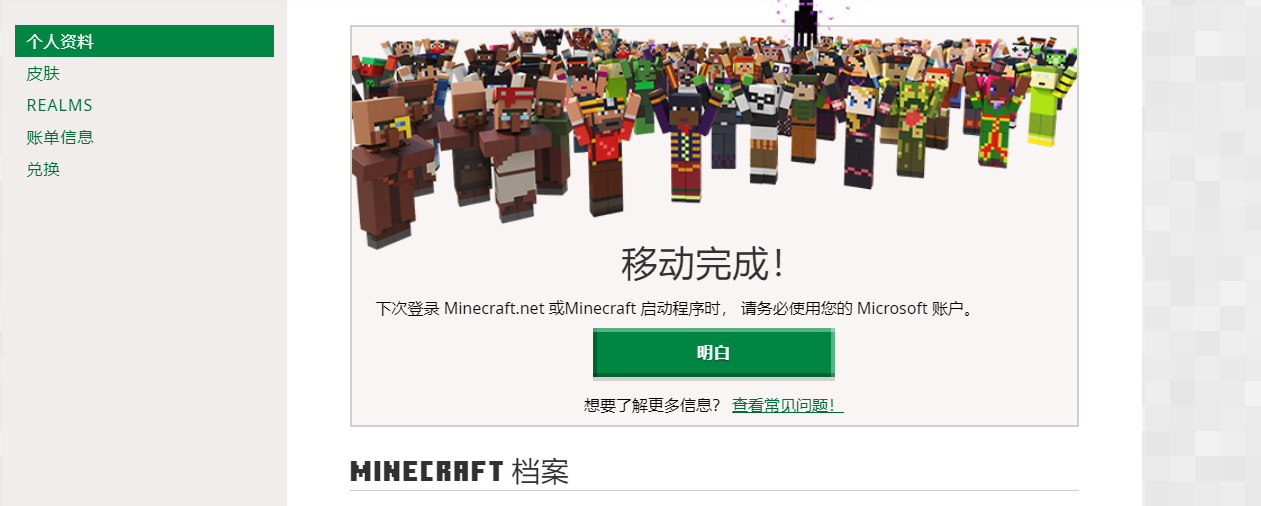 个人资料
皮肤
REALMS
账单信息
兑换
移动完成！
下次登录 Minecraft.net 或Minecraft 启动程序时， 请务必使用您的 Microsoft 账户。
明白
想要了解更多信息？ 查看常见问题！
MINECRAFT 档案